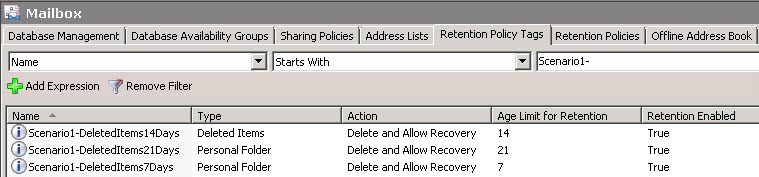 Mailbox
Database Management Database Availability Groups Sharing Policies Address Lists Retention Policy Tags Retention Policies Offline Address Book
Name Starts With Scenario1-
Add Expression Remove Filter
Name Type Action Age Limit for Retention Retention Enabled
Scenario1-DeletedItems14Days Deleted Items Delete and Allow Recovery 14 True
Scenario1-DeletedItems21Days Personal Folder Delete and Allow Recovery 21 True
Scenario1-DeletedItems7Days Personal Folder Delete and Allow Recovery 7 True